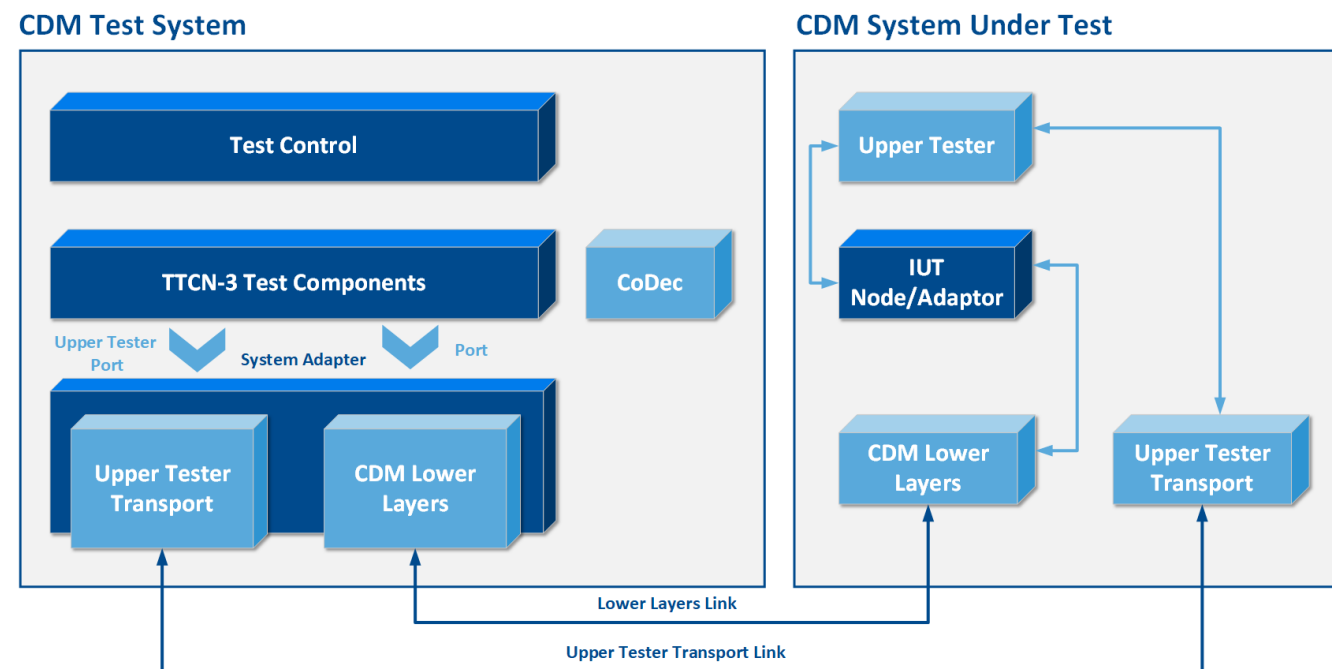 CDM Test System
Test Control
TTCN-3 Test Components
CoDec
Upper Tester
Port
System Adapter
Port
Upper Tester
Transport
CDM Lower
Layers
CDM System Under Test
Upper Tester
IUT
Node/Adaptor
CDM Lower
Layers
Upper Tester
Transport
Lower Layers Link
Upper Tester Transport Link